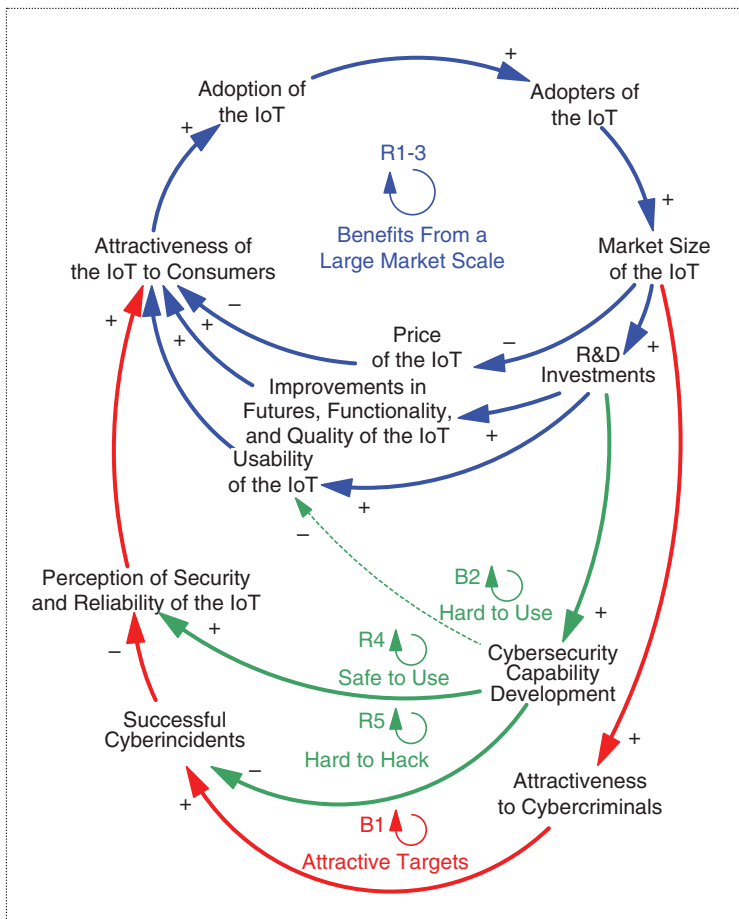 +
Adoption of
the IoT
Adopters of
the IoT
+
R1-3
+
Benefits From a
Large Market Scale
Attractiveness of
the IoT to Consumers
Market Size
of the IoT
+
–
+
+
Price
of the IoT
–
+
R&D
Investments
Improvements in
Futures, Functionality,
and Quality of the IoT
+
Usability
of the IoT
+
–
B2
Hard to Use
Perception of Security
and Reliability of the IoT
+
+
R4
Safe to Use
Cybersecurity
Capability
Development
–
R5
Hard to Hack
Successful
Cyberincidents
–
+
+
Attractiveness
to Cybercriminals
B1
Attractive Targets